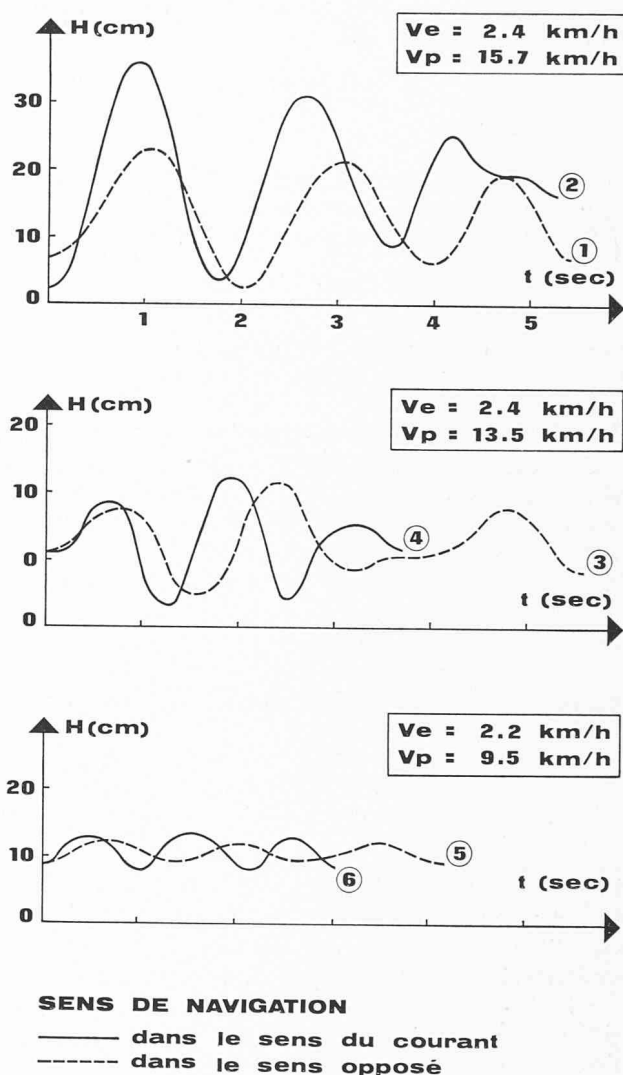 H (cm)
Ve = 2.4 km/h
Vp = 15.7 km/h
30
20
10
0
2
1
t (sec)
1 2 3 4 5
H (cm)
Ve = 2.4 km/h
Vp = 13.5 km/h
20
10
0
0
4
3
t (sec)
H (cm)
Ve = 2.2 km/h
Vp = 9.5 km/h
20
10
0
5
6
t (sec)
SENS DE NAVIGATION
dans le sens du courant
dans le sens opposé